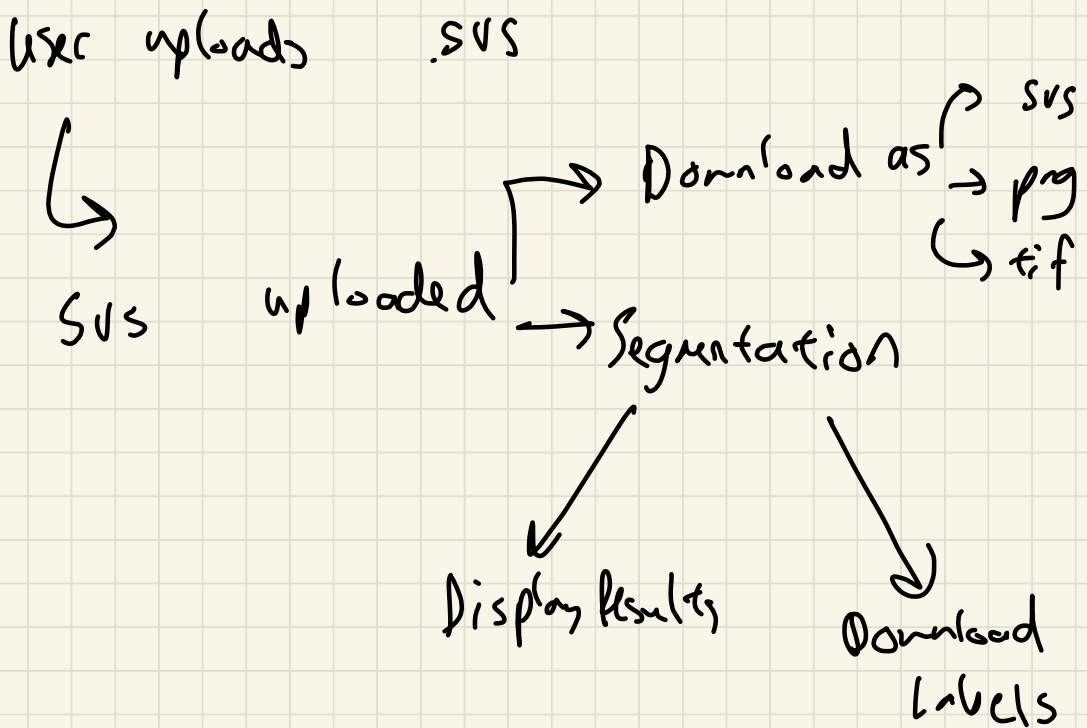 User uploads .svs
Download as
svs
png
tif
svs uploaded
Segmentation
Display Results
Download
Labels